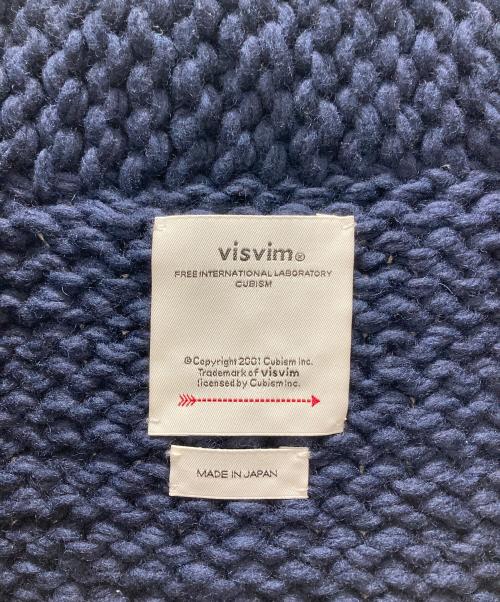 visvim®
FREE INTERNATIONAL LABORATORY
CUBISM
©Copyright 2001 Cubism Inc.
Trademark of visvim
licensed by Cubism Inc.
MADE IN JAPAN